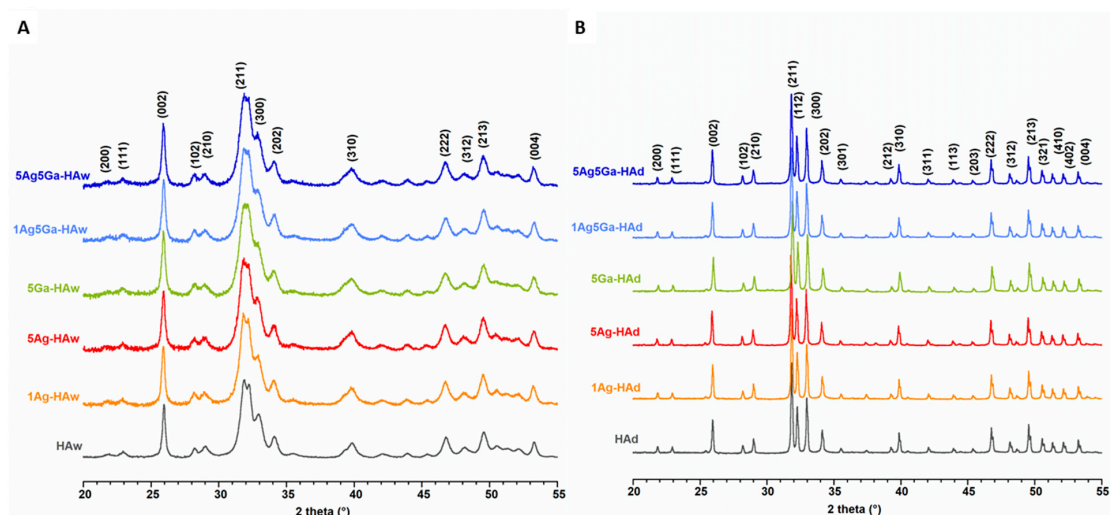 A
(200)
(111)
(002)
(102)
(210)
(211)
(300)
(202)
(310)
(222)
(312)
(213)
(004)
5Ag5Ga-HAw
1Ag5Ga-HAw
5Ga-HAw
5Ag-HAw
1Ag-HAw
HAw
20 25 30 35 40 45 50 55
2 theta (°)
B
(200)
(111)
(002)
(102)
(210)
(211)
(112)
(300)
(202)
(301)
(212)
(310)
(311)
(113)
(203)
(222)
(312)
(213)
(321)
(410)
(402)
(004)
5Ag5Ga-HAd
1Ag5Ga-HAd
5Ga-HAd
5Ag-HAd
1Ag-HAd
HAd
20 25 30 35 40 45 50 55
2 theta (°)